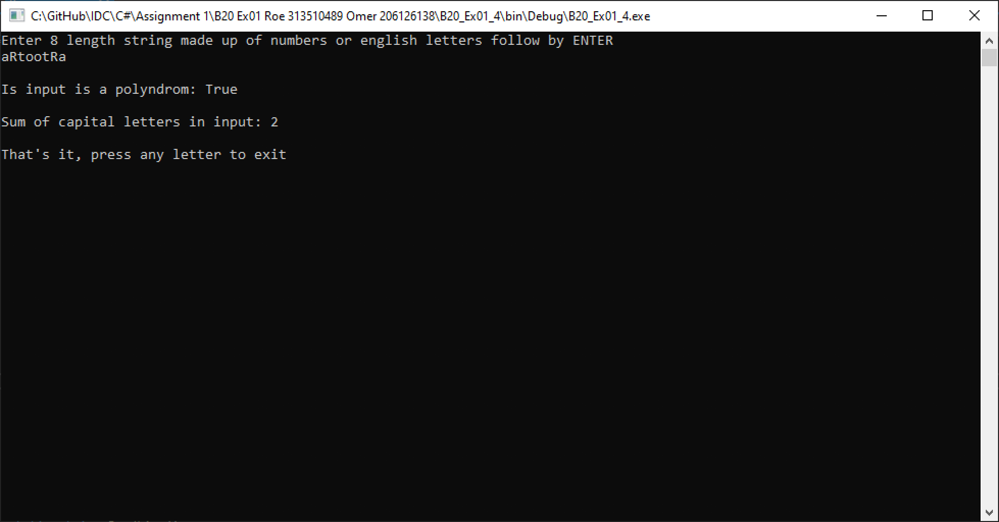 C:\GitHub\IDC\C#\Assignment 1\B20 Ex01 Roe 313510489 Omer 206126138\B20_Ex01_4\bin\Debug\B20_Ex01_4.exe
Enter 8 length string made up of numbers or english letters follow by ENTER
aRtootRa
Is input is a polyndrom: True
Sum of capital letters in input: 2
That's it, press any letter to exit